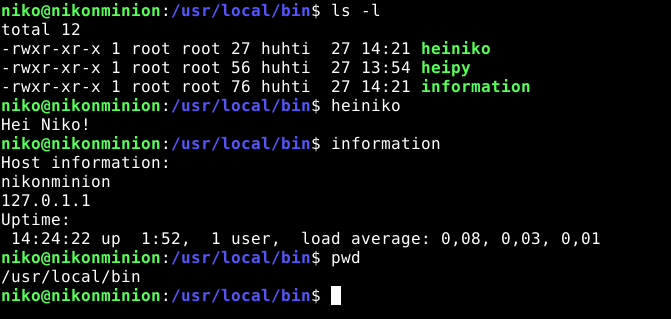 niko@nikonminion:/usr/local/bin$ ls -l
total 12
-rwxr-xr-x 1 root root 27 huhti  27 14:21 heiniko
-rwxr-xr-x 1 root root 56 huhti  27 13:54 heipy
-rwxr-xr-x 1 root root 76 huhti  27 14:21 information
niko@nikonminion:/usr/local/bin$ heiniko
Hei Niko!
niko@nikonminion:/usr/local/bin$ information
Host information:
nikonminion
127.0.1.1
Uptime:
 14:24:22 up  1:52,  1 user,  load average: 0,08, 0,03, 0,01
niko@nikonminion:/usr/local/bin$ pwd
/usr/local/bin
niko@nikonminion:/usr/local/bin$